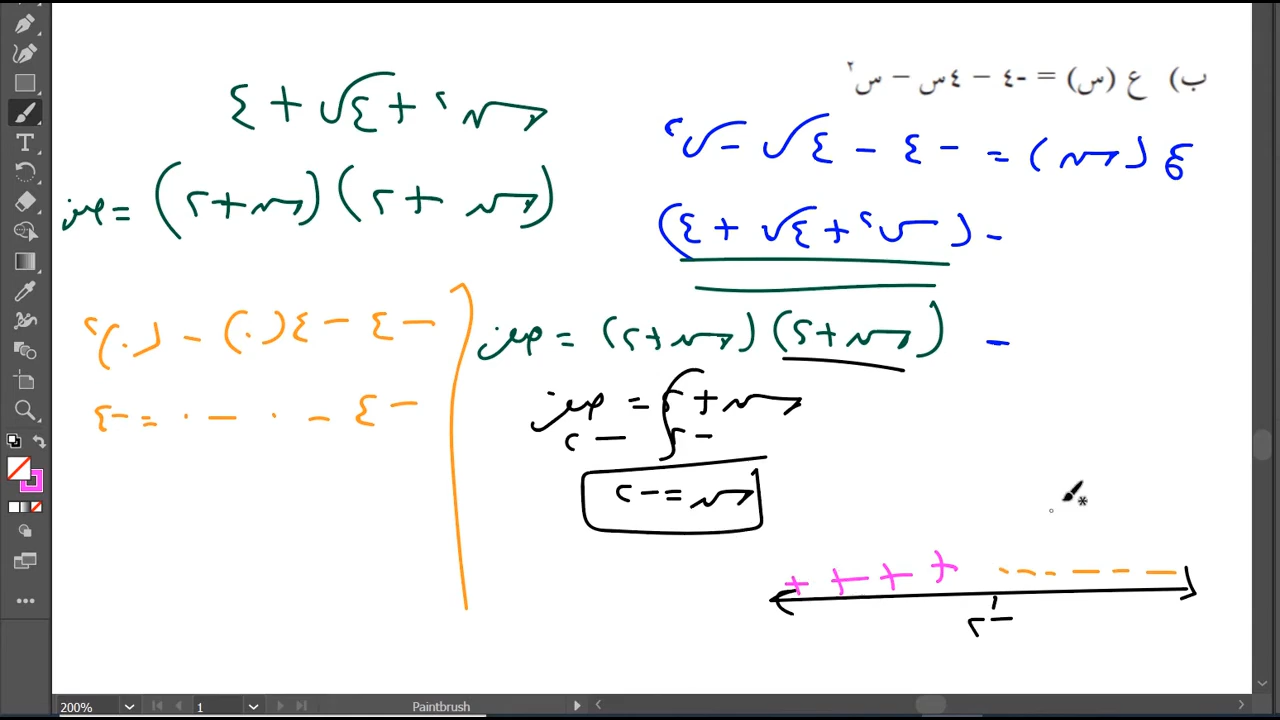 ب) ع (س) = -٤ - ٤س - س٢
ع (س) = - ٤ - ٤س - س٢
- (س٢ + ٤س + ٤)
- (س + ٢) (س + ٢) = صفر
س + ٢ = صفر
- ٢ - ٢
س = - ٢
- ٢
+ + + + - - - - - -
س٢ + ٤س + ٤
(س + ٢) (س + ٢) = صفر
- ٤ - ٤(٠) - (٠)٢
- ٤ - ٠ - ٠ = - ٤
200%
1
Paintbrush